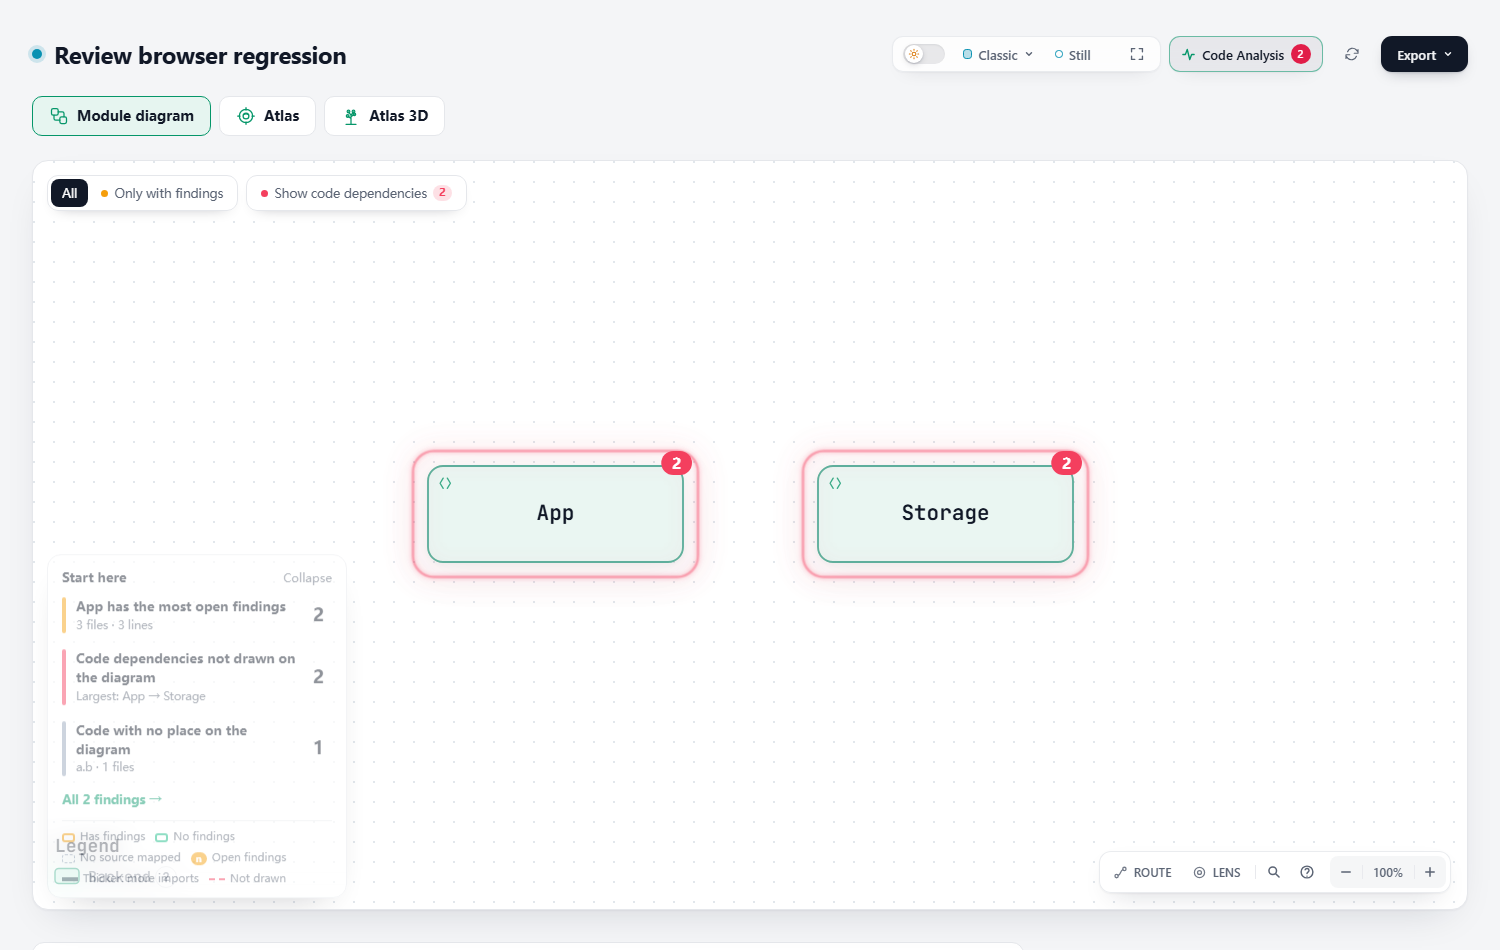 Review browser regression
Classic
Still
Code Analysis 2
Export
Module diagram
Atlas
Atlas 3D
All
Only with findings
Show code dependencies 2
App
2
Storage
2
Start here
Collapse
App has the most open findings
3 files · 3 lines
2
Code dependencies not drawn on
the diagram
Largest: App → Storage
2
Code with no place on the
diagram
a.b · 1 files
1
All 2 findings →
Has findings
No findings
Legend
No source mapped
n Open findings
Backend
Thicker: more imports
Not drawn
ROUTE
LENS
100%